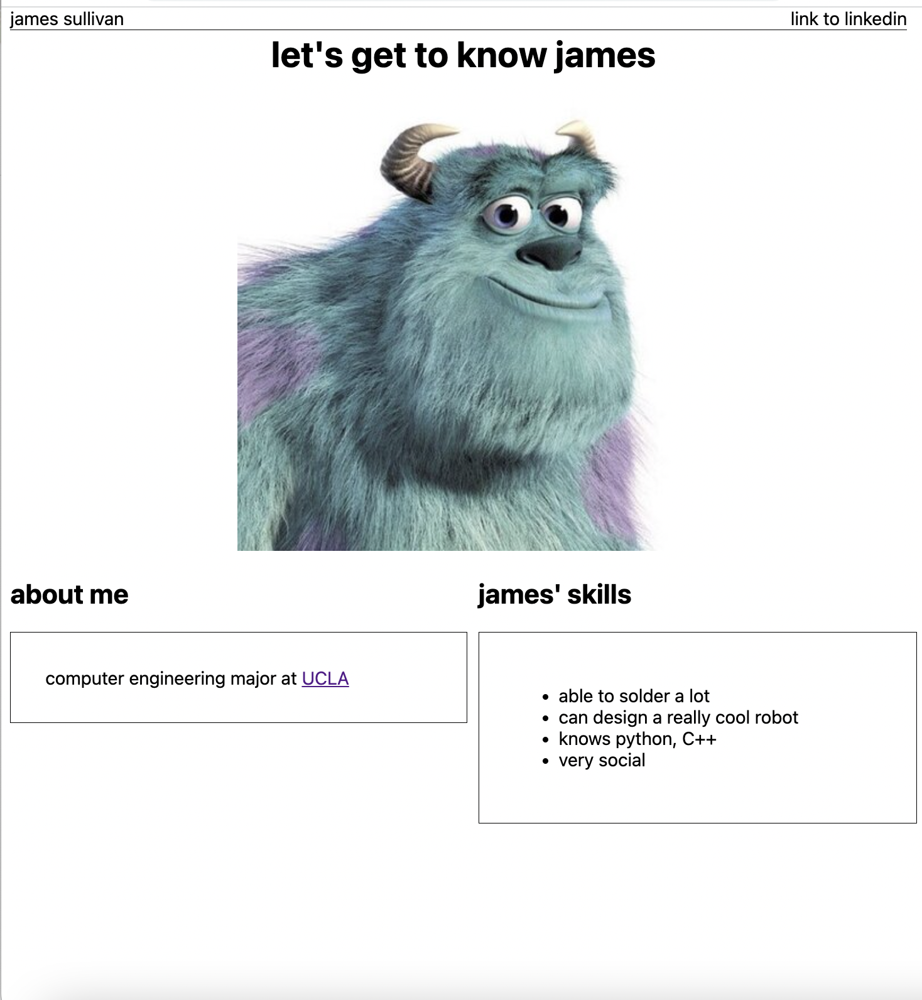 james sullivan
link to linkedin
let's get to know james
about me
computer engineering major at UCLA
james' skills
able to solder a lot
can design a really cool robot
knows python, C++
very social